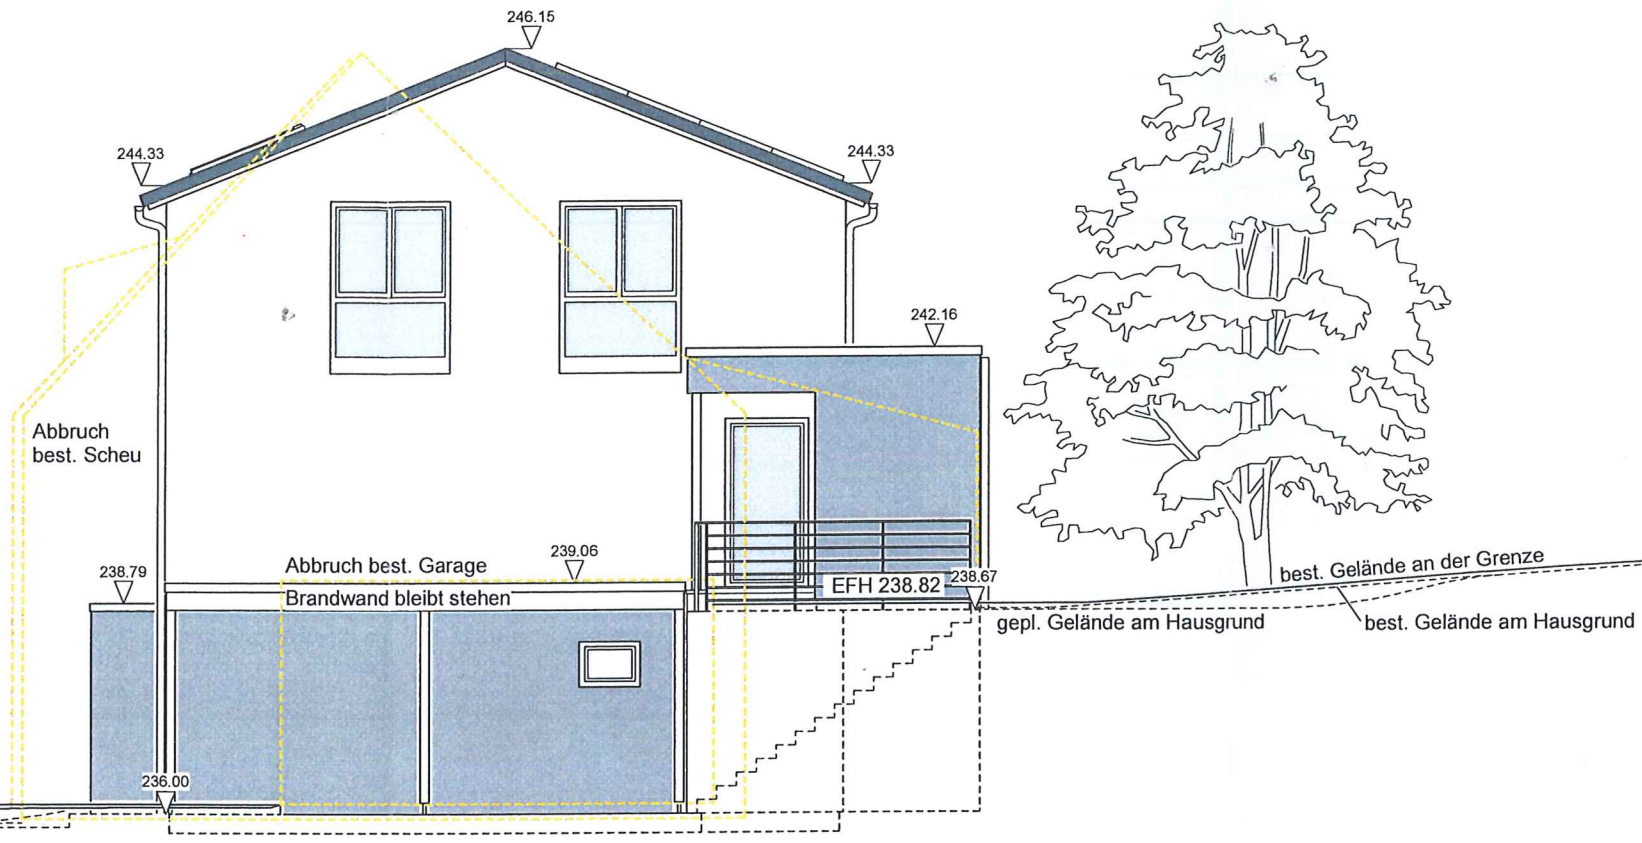 246.15
244.33
244.33
242.16
Abbruch
best. Scheu
Abbruch best. Garage
239.06
238.79
Brandwand bleibt stehen
EFH 238.82
238.67
best. Gelände an der Grenze
gepl. Gelände am Hausgrund
best. Gelände am Hausgrund
236.00